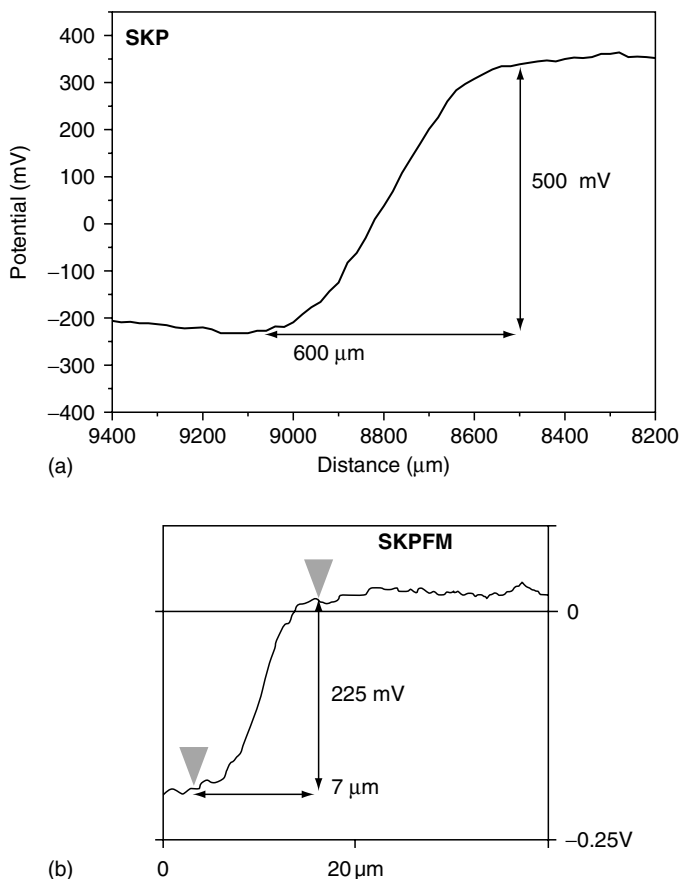 SKP
400
300
200
100
0
−100
−200
−300
−400
Potential (mV)
500 mV
600 µm
9400 9200 9000 8800 8600 8400 8200
(a)
Distance (µm)
SKPFM
0
225 mV
7 µm
−0.25V
(b)
0 20 µm